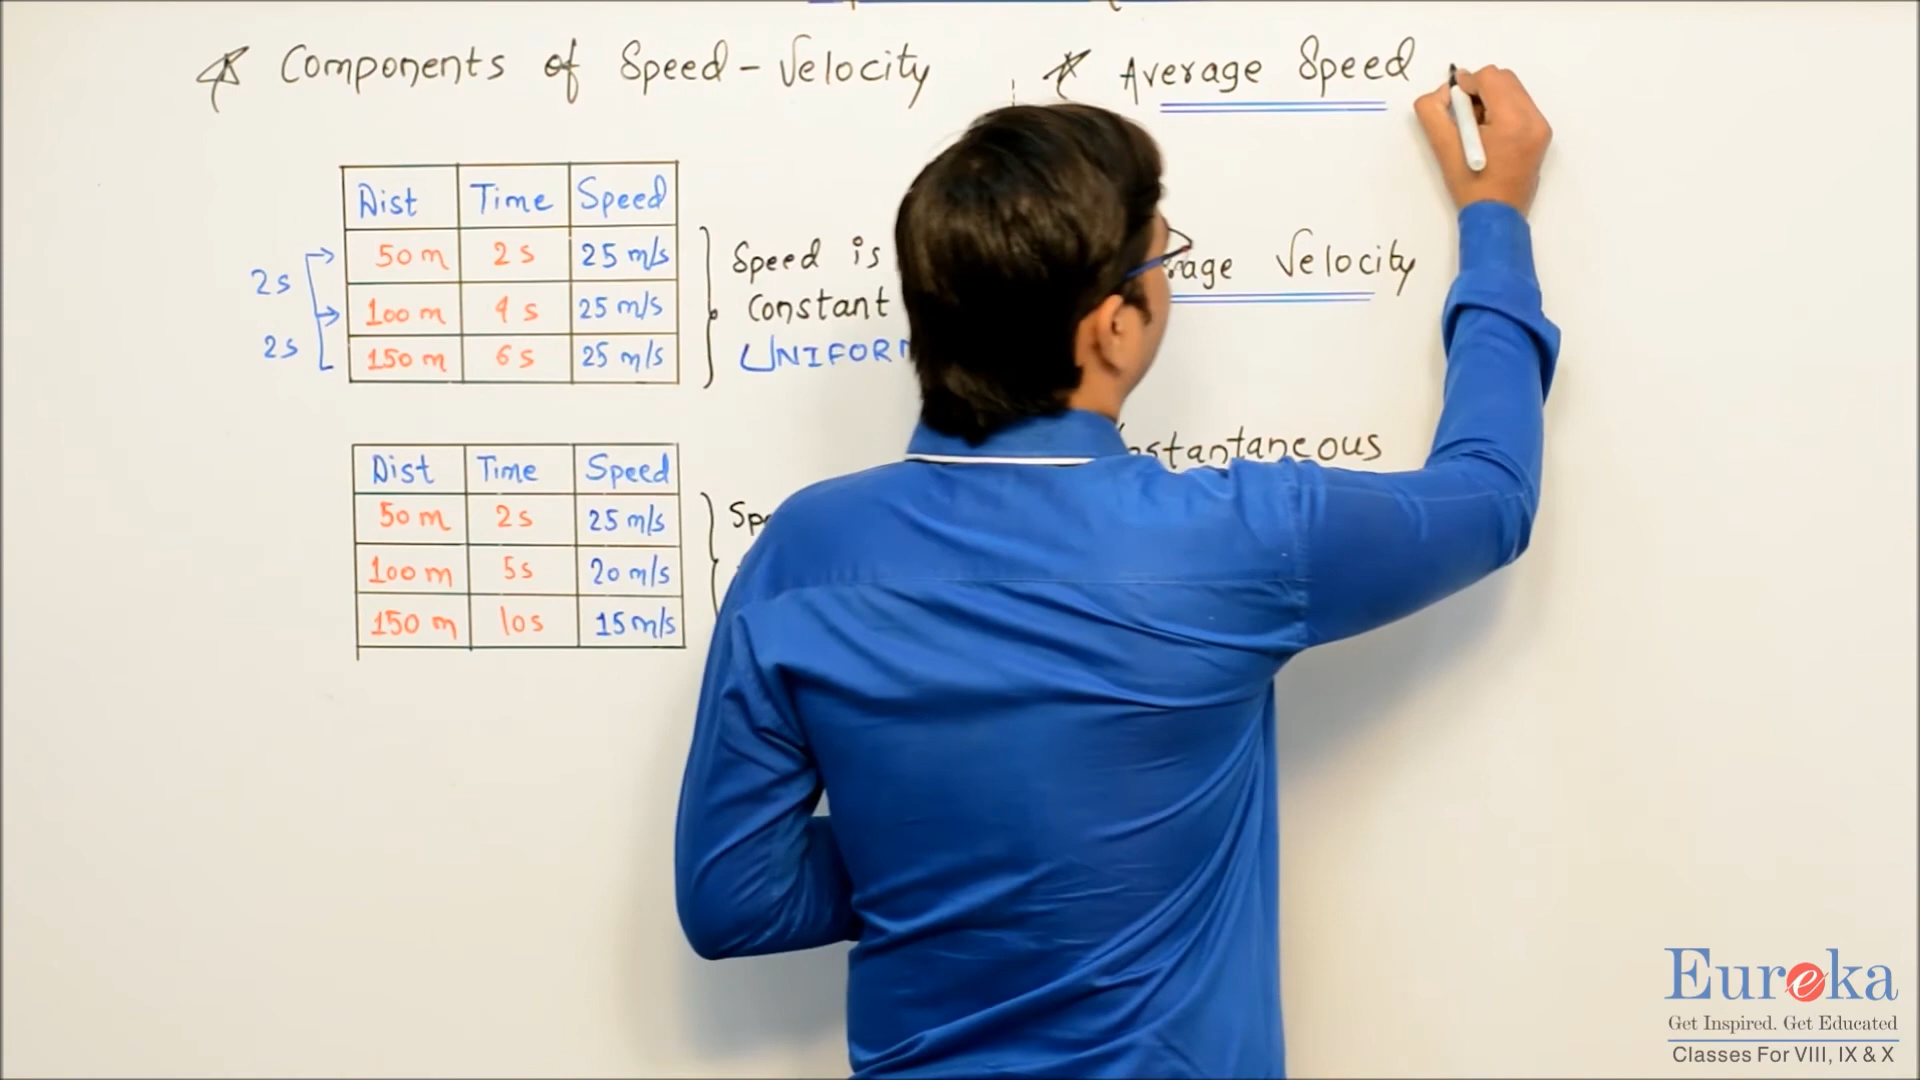 Components of Speed - Velocity
Dist Time Speed
50 m 2 s 25 m/s
100 m 4 s 25 m/s
150 m 6 s 25 m/s
2s
2s
Speed is
Constant
UNIFORM
Dist Time Speed
50 m 2s 25 m/s
100 m 5s 20 m/s
150 m 10s 15 m/s
Average Speed
Velocity
Eureka
Get Inspired. Get Educated
Classes For VIII, IX & X